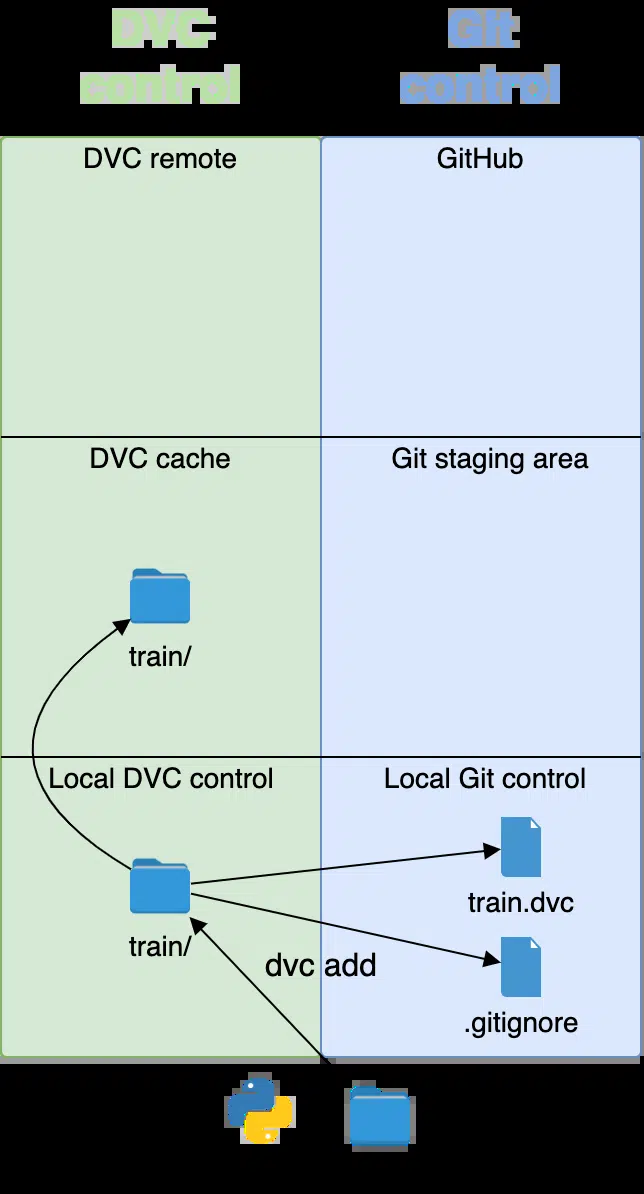 DVC
control
Git
control
DVC remote
GitHub
DVC cache
Git staging area
train/
Local DVC control
Local Git control
train.dvc
train/
dvc add
.gitignore